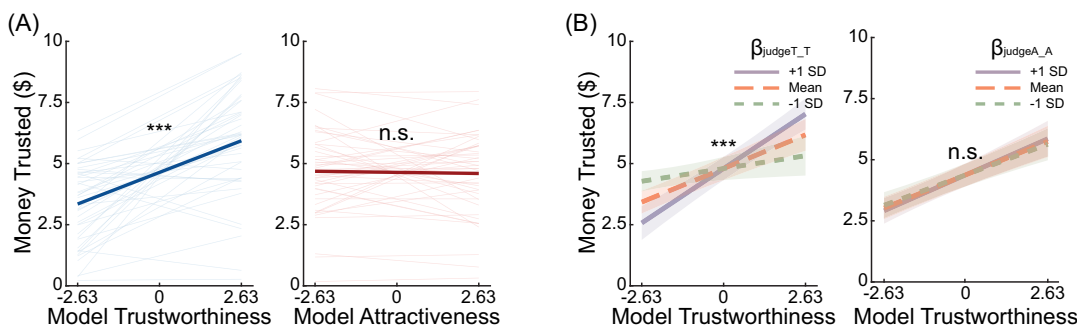 (A)
Money Trusted ($)
10
7.5
5
2.5
0
***
-2.63
0
2.63
Model Trustworthiness
10
7.5
5
2.5
0
n.s.
-2.63
0
2.63
Model Attractiveness
(B)
Money Trusted ($)
10
7.5
5
2.5
0
βjudgeT_T
+1 SD
Mean
-1 SD
***
-2.63
0
2.63
Model Trustworthiness
10
7.5
5
2.5
0
βjudgeA_A
+1 SD
Mean
-1 SD
n.s.
-2.63
0
2.63
Model Trustworthiness